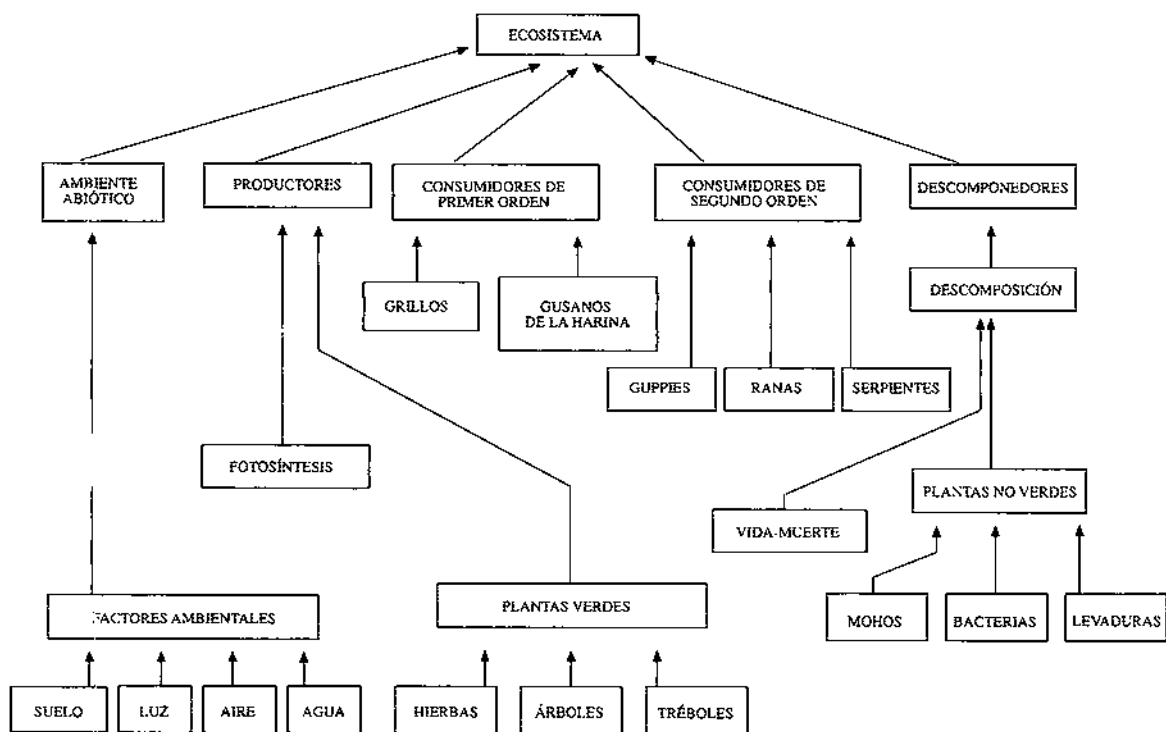 ECOSISTEMA
AMBIENTE
ABIÓTICO
PRODUCTORES
CONSUMIDORES DE
PRIMER ORDEN
CONSUMIDORES DE
SEGUNDO ORDEN
DESCOMPONEDORES
GRILLOS
GUSANOS
DE LA HARINA
DESCOMPOSICIÓN
GUPPIES
RANAS
SERPIENTES
FOTOSÍNTESIS
PLANTAS NO VERDES
VIDA-MUERTE
FACTORES AMBIENTALES
PLANTAS VERDES
MOHOS
BACTERIAS
LEVADURAS
SUELO
LUZ
AIRE
AGUA
HIERBAS
ÁRBOLES
TRÉBOLES